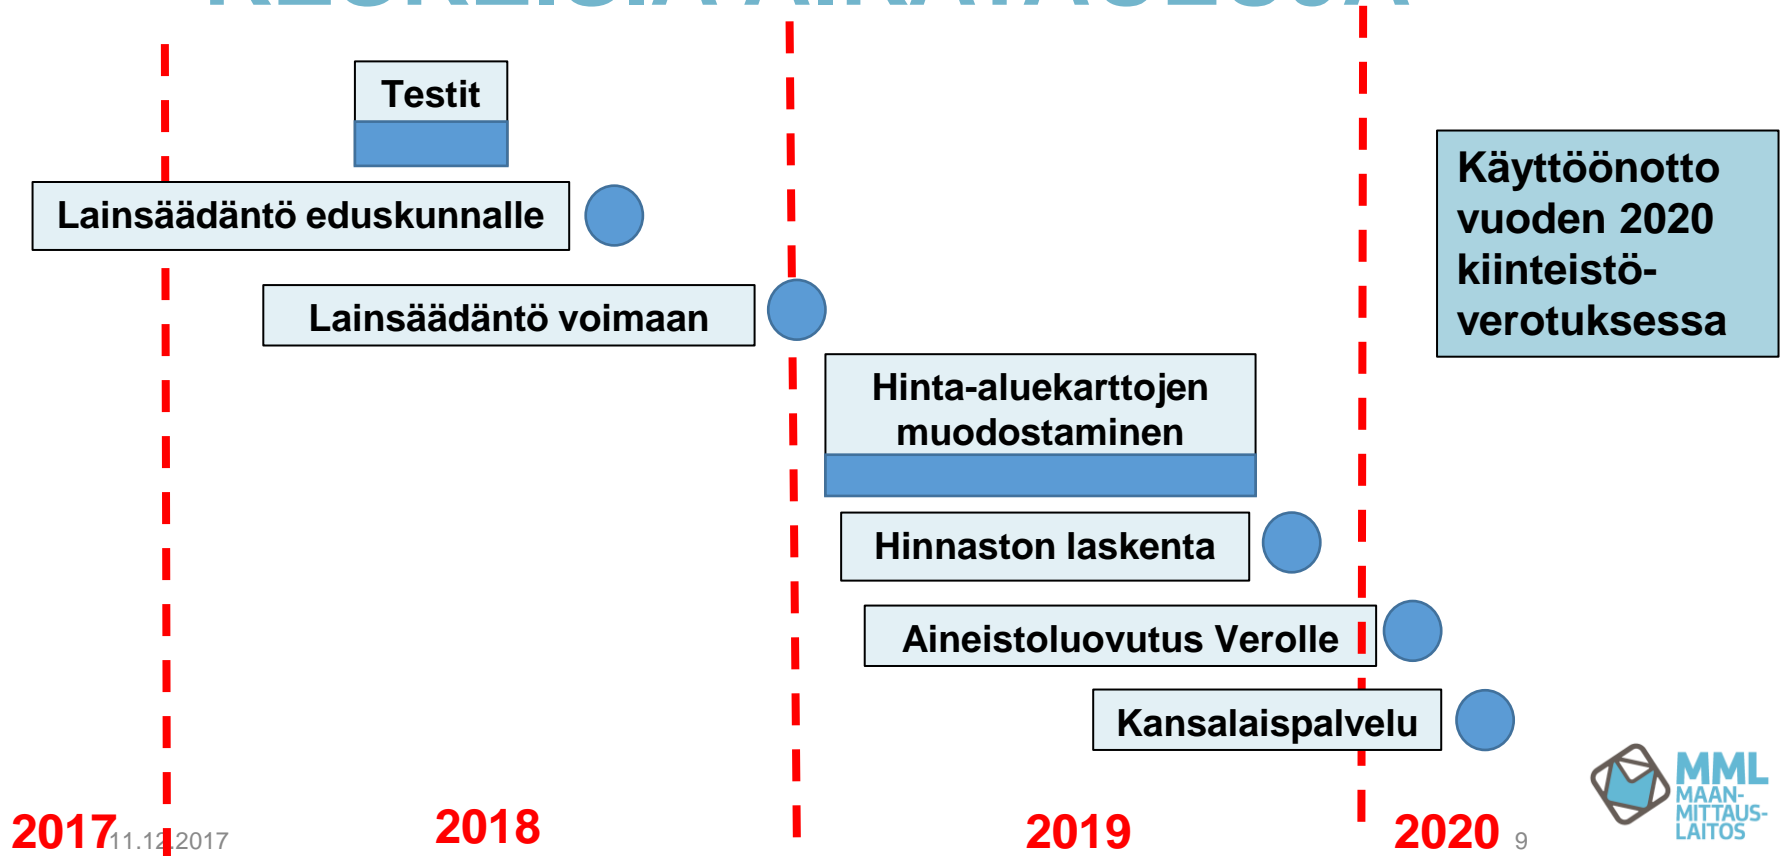 Testit
Lainsäädäntö eduskunnalle
Lainsäädäntö voimaan
Käyttöönotto
vuoden 2020
kiinteistö-
verotuksessa
Hinta-aluekarttojen
muodostaminen
Hinnaston laskenta
Aineistoluovutus Verolle
Kansalaispalvelu
MML
MAAN-
MITTAUS-
LAITOS
2017 11.12.2017 2018 2019 2020 9